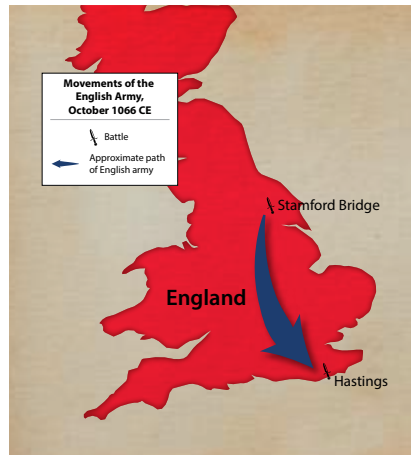 Movements of the
English Army,
October 1066 CE
Battle
Approximate path
of English army
Stamford Bridge
England
Hastings